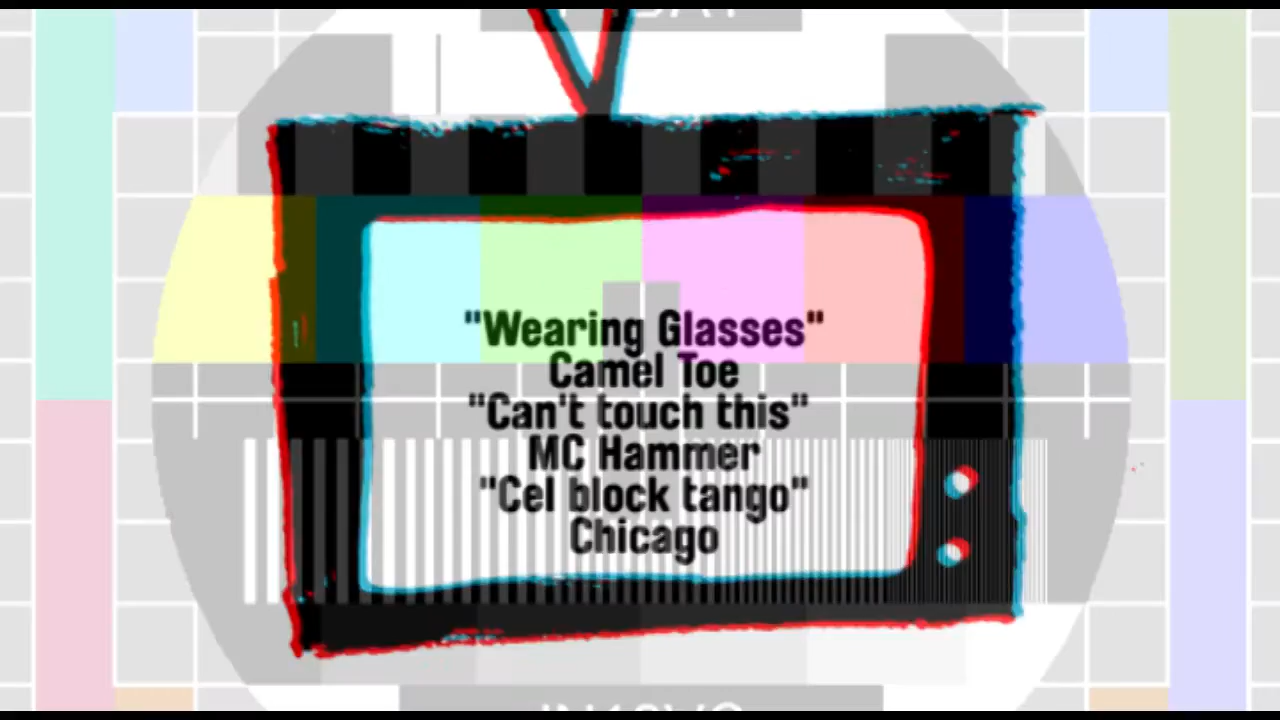 "Wearing Glasses"
Camel Toe
"Can't touch this"
MC Hammer
"Cel block tango"
Chicago